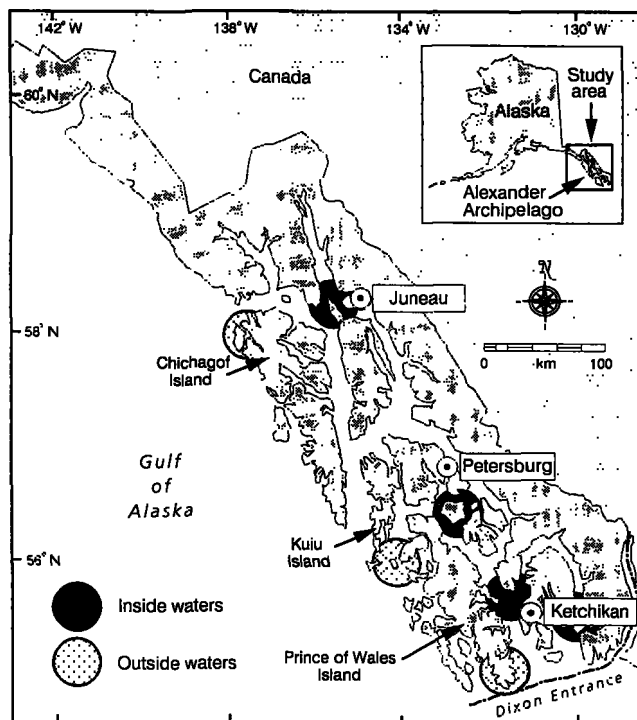 142°W
138°W
134°W
130°W
Canada
60°N
Study
area
Alaska
Alexander
Archipelago
N
Juneau
58°N
0 km 100
Chichagof
Island
Petersburg
Gulf
of
Alaska
Kuiu
Island
56°N
Inside waters
Ketchikan
Outside waters
Prince of Wales
Island
Dixon Entrance